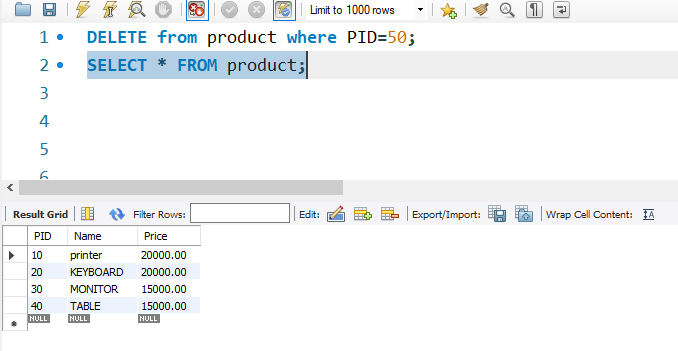 Limit to 1000 rows
1 DELETE from product where PID=50;
2 SELECT * FROM product;
3
4
5
6
Result Grid Filter Rows: Edit: Export/Import: Wrap Cell Content:
PID Name Price
10 printer 20000.00
20 KEYBOARD 20000.00
30 MONITOR 15000.00
40 TABLE 15000.00
NULL NULL NULL